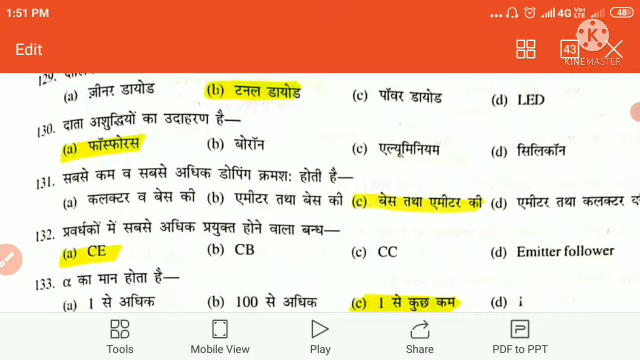 1:51 PM ... 4G Vo) LTE 48
Edit 43 K KINEMASTER
129.
(a) ज़ीनर डायोड (b) टनल डायोड (c) पॉवर डायोड (d) LED
130. दाता अशुद्धियों का उदाहरण है—
(a) फॉस्फोरस (b) बोरॉन (c) एल्यूमिनियम (d) सिलिकॉन
131. सबसे कम व सबसे अधिक डोपिंग क्रमशः होती है—
(a) कलक्टर व बेस की (b) एमीटर तथा बेस की (c) बेस तथा एमीटर की (d) एमीटर तथा कलक्टर
132. प्रवर्धकों में सबसे अधिक प्रयुक्त होने वाला बन्ध—
(a) CE (b) CB (c) CC (d) Emitter follower
133. α का मान होता है—
(a) 1 से अधिक (b) 100 से अधिक (c) 1 से कुछ कम (d)
Tools Mobile View Play Share PDF to PPT